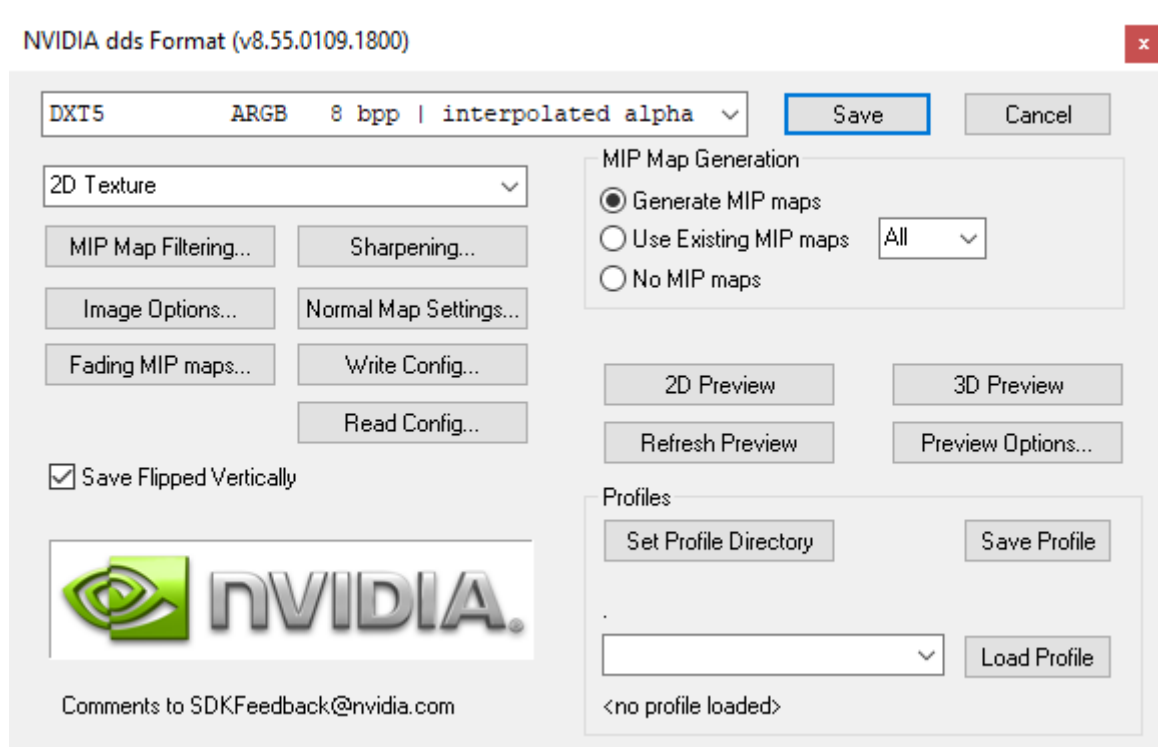 NVIDIA dds Format (v8.55.0109.1800)
x
DXT5 ARGB 8 bpp | interpolated alpha
Save
Cancel
2D Texture
MIP Map Generation
Generate MIP maps
Use Existing MIP maps
All
No MIP maps
MIP Map Filtering...
Sharpening...
Image Options...
Normal Map Settings...
Fading MIP maps...
Write Config...
Read Config...
2D Preview
3D Preview
Refresh Preview
Preview Options...
Save Flipped Vertically
Profiles
Set Profile Directory
Save Profile
.
Load Profile
<no profile loaded>
nVIDIA.
Comments to SDKFeedback@nvidia.com